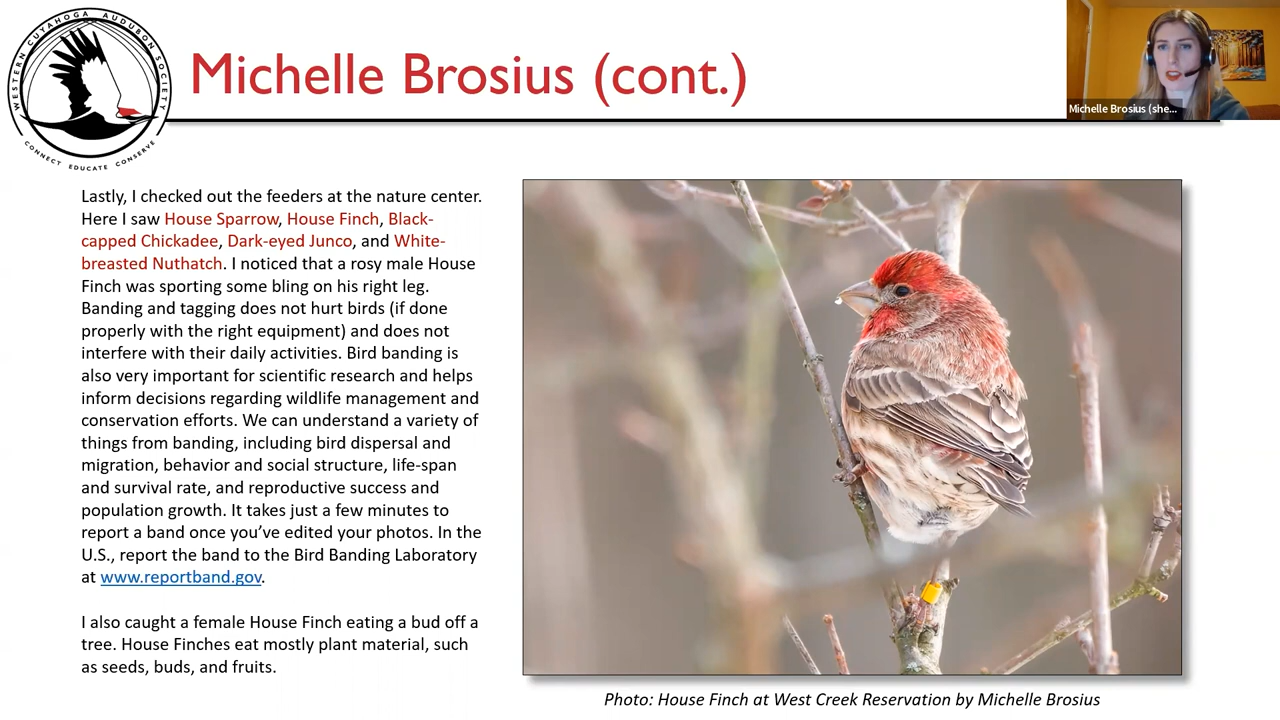 WESTERN CUYAHOGA AUDUBON SOCIETY
CONNECT EDUCATE CONSERVE
Michelle Brosius (cont.)
Michelle Brosius (she...
Lastly, I checked out the feeders at the nature center.
Here I saw House Sparrow, House Finch, Black-
capped Chickadee, Dark-eyed Junco, and White-
breasted Nuthatch. I noticed that a rosy male House
Finch was sporting some bling on his right leg.
Banding and tagging does not hurt birds (if done
properly with the right equipment) and does not
interfere with their daily activities. Bird banding is
also very important for scientific research and helps
inform decisions regarding wildlife management and
conservation efforts. We can understand a variety of
things from banding, including bird dispersal and
migration, behavior and social structure, life-span
and survival rate, and reproductive success and
population growth. It takes just a few minutes to
report a band once you’ve edited your photos. In the
U.S., report the band to the Bird Banding Laboratory
at www.reportband.gov.
I also caught a female House Finch eating a bud off a
tree. House Finches eat mostly plant material, such
as seeds, buds, and fruits.
Photo: House Finch at West Creek Reservation by Michelle Brosius